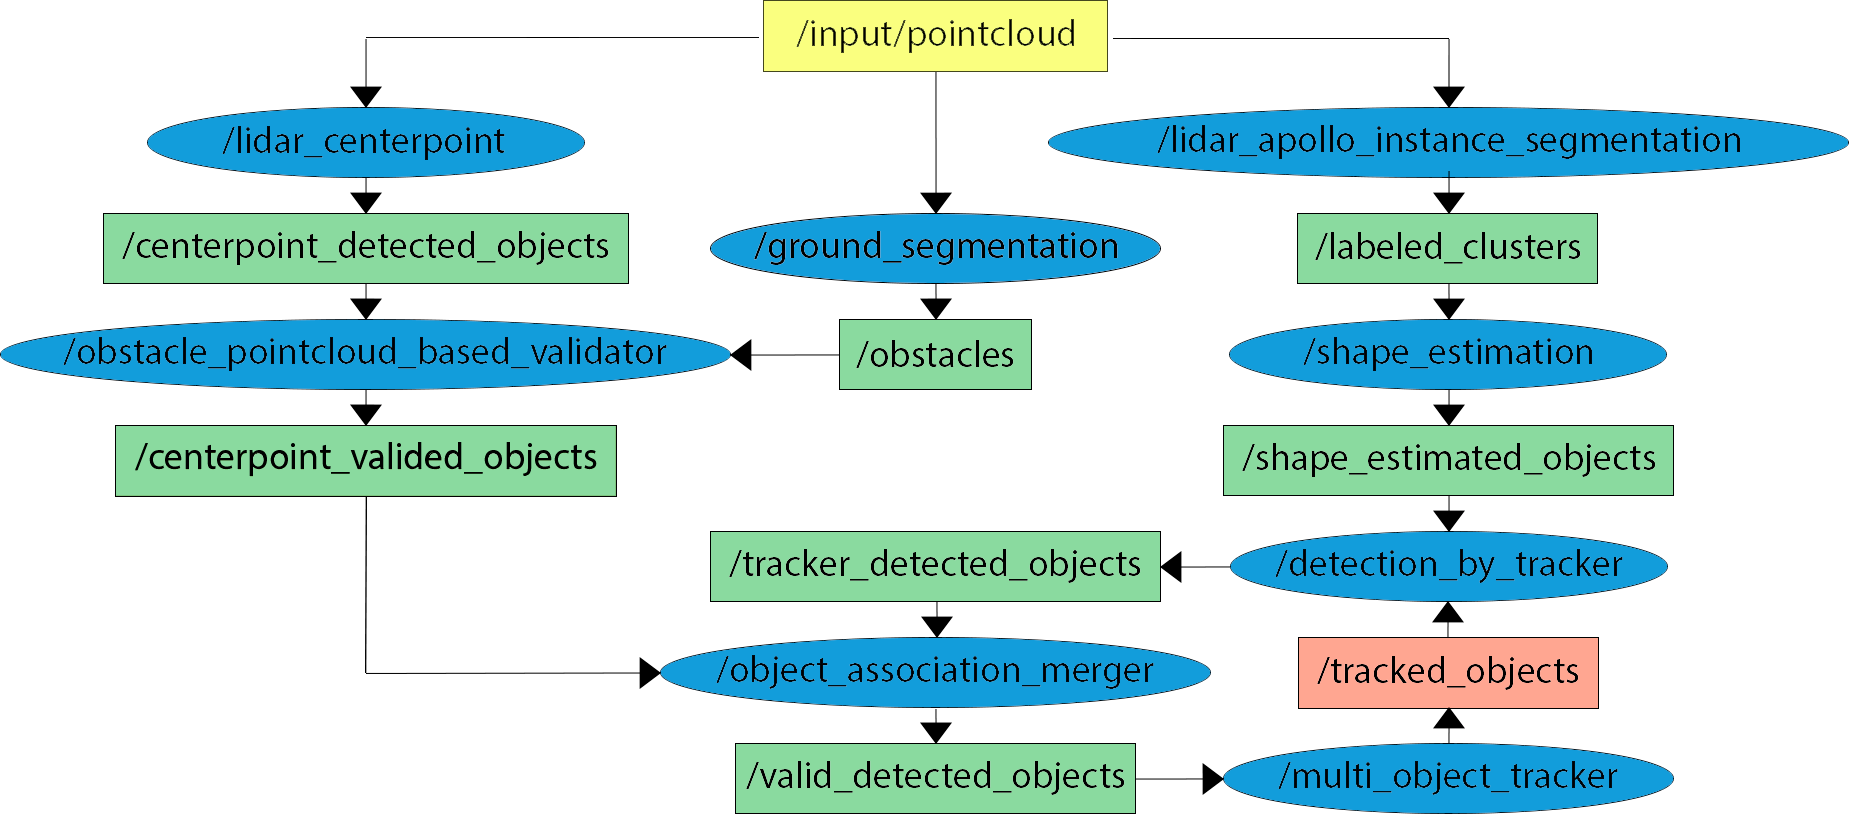 /input/pointcloud
/lidar_centerpoint
/lidar_apollo_instance_segmentation
/centerpoint_detected_objects
/ground_segmentation
/labeled_clusters
/obstacle_pointcloud_based_validator
/obstacles
/shape_estimation
/centerpoint_valided_objects
/shape_estimated_objects
/tracker_detected_objects
/detection_by_tracker
/object_association_merger
/tracked_objects
/valid_detected_objects
/multi_object_tracker